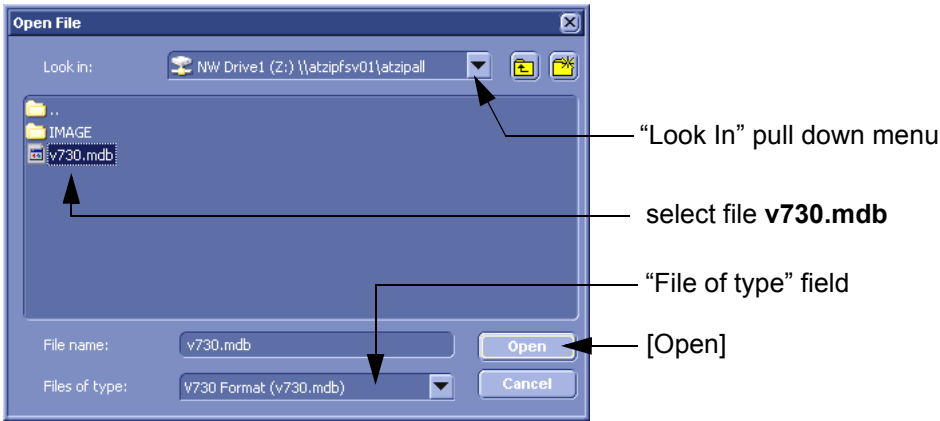 Open File
Look in:
NW Drive1 (Z:) \\atzipfsv01\atzipall
..
IMAGE
v730.mdb
“Look In” pull down menu
select file v730.mdb
“File of type” field
File name:
v730.mdb
Open
[Open]
Files of type:
V730 Format (v730.mdb)
Cancel